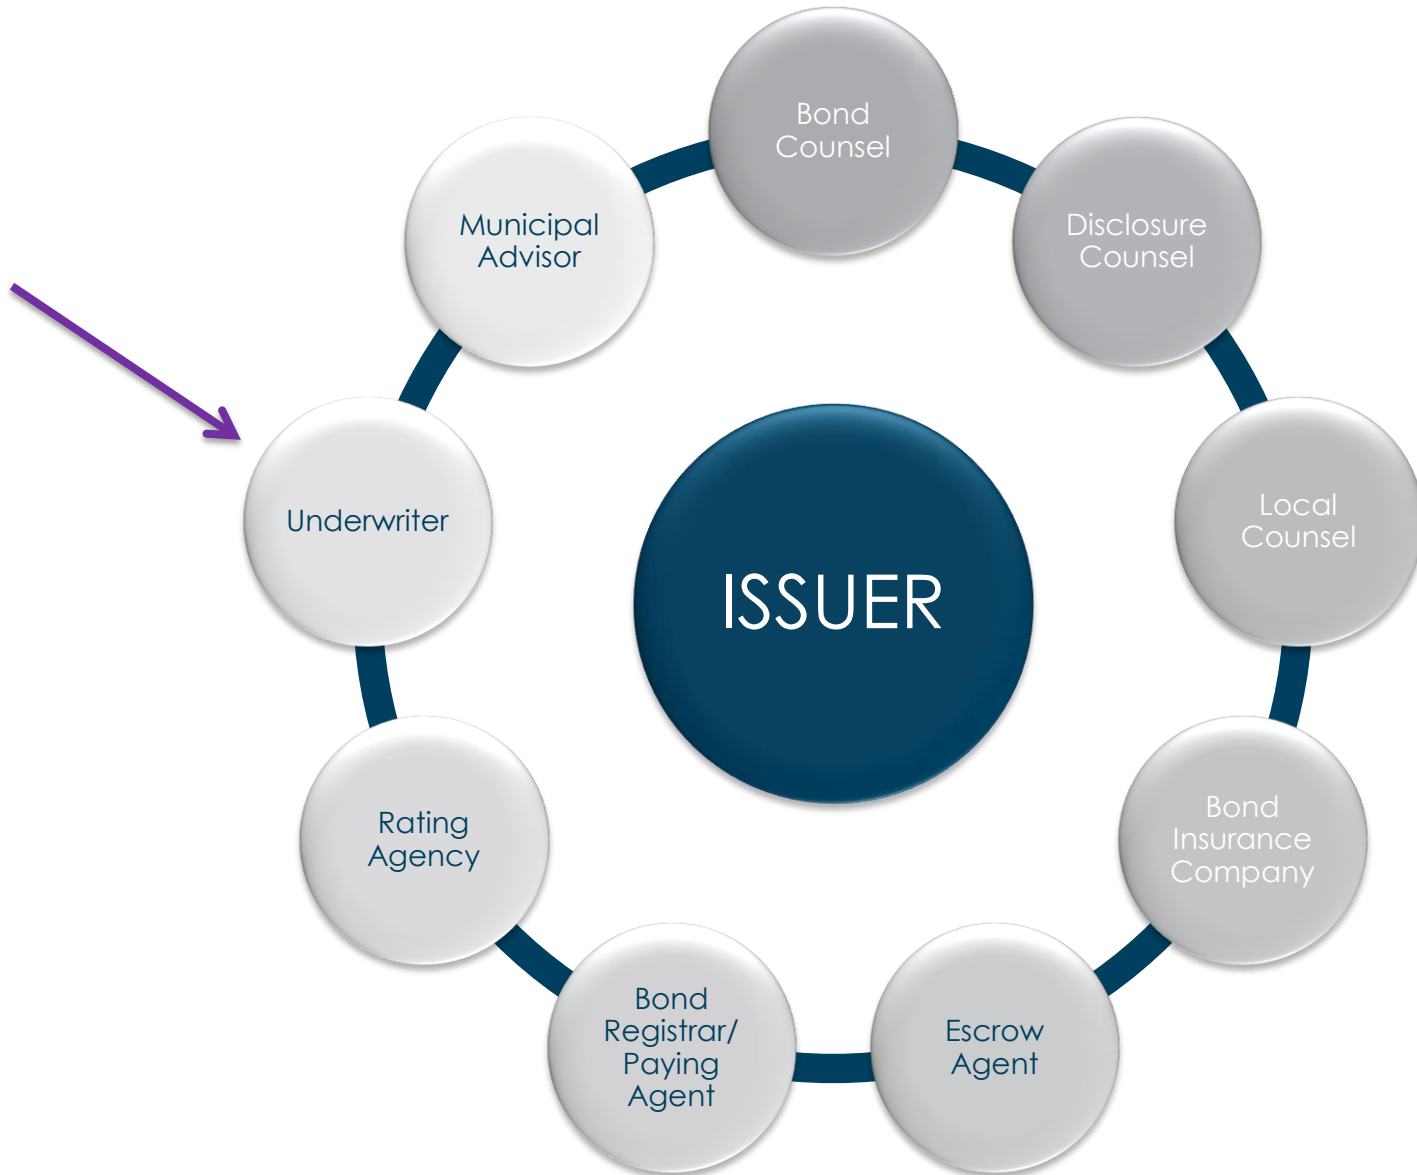 Bond
Counsel
Disclosure
Counsel
Local
Counsel
Bond
Insurance
Company
Escrow
Agent
Bond
Registrar/
Paying
Agent
Rating
Agency
Underwriter
Municipal
Advisor
ISSUER